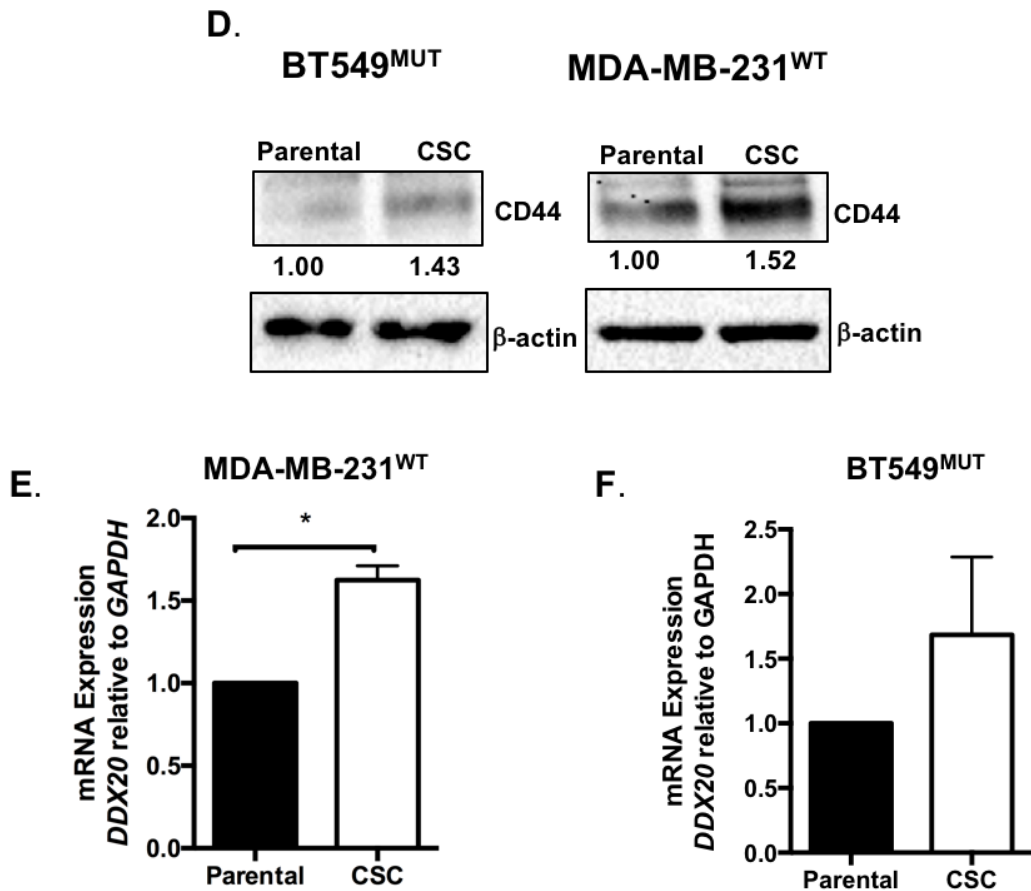 D.
BT549MUT MDA-MB-231WT
Parental CSC Parental CSC
CD44 CD44
1.00 1.43 1.00 1.52
β-actin β-actin
E.
MDA-MB-231WT
*
mRNA Expression
DDX20 relative to GAPDH
2.0
1.5
1.0
0.5
0.0
Parental CSC
F.
BT549MUT
mRNA Expression
DDX20 relative to GAPDH
2.5
2.0
1.5
1.0
0.5
0.0
Parental CSC